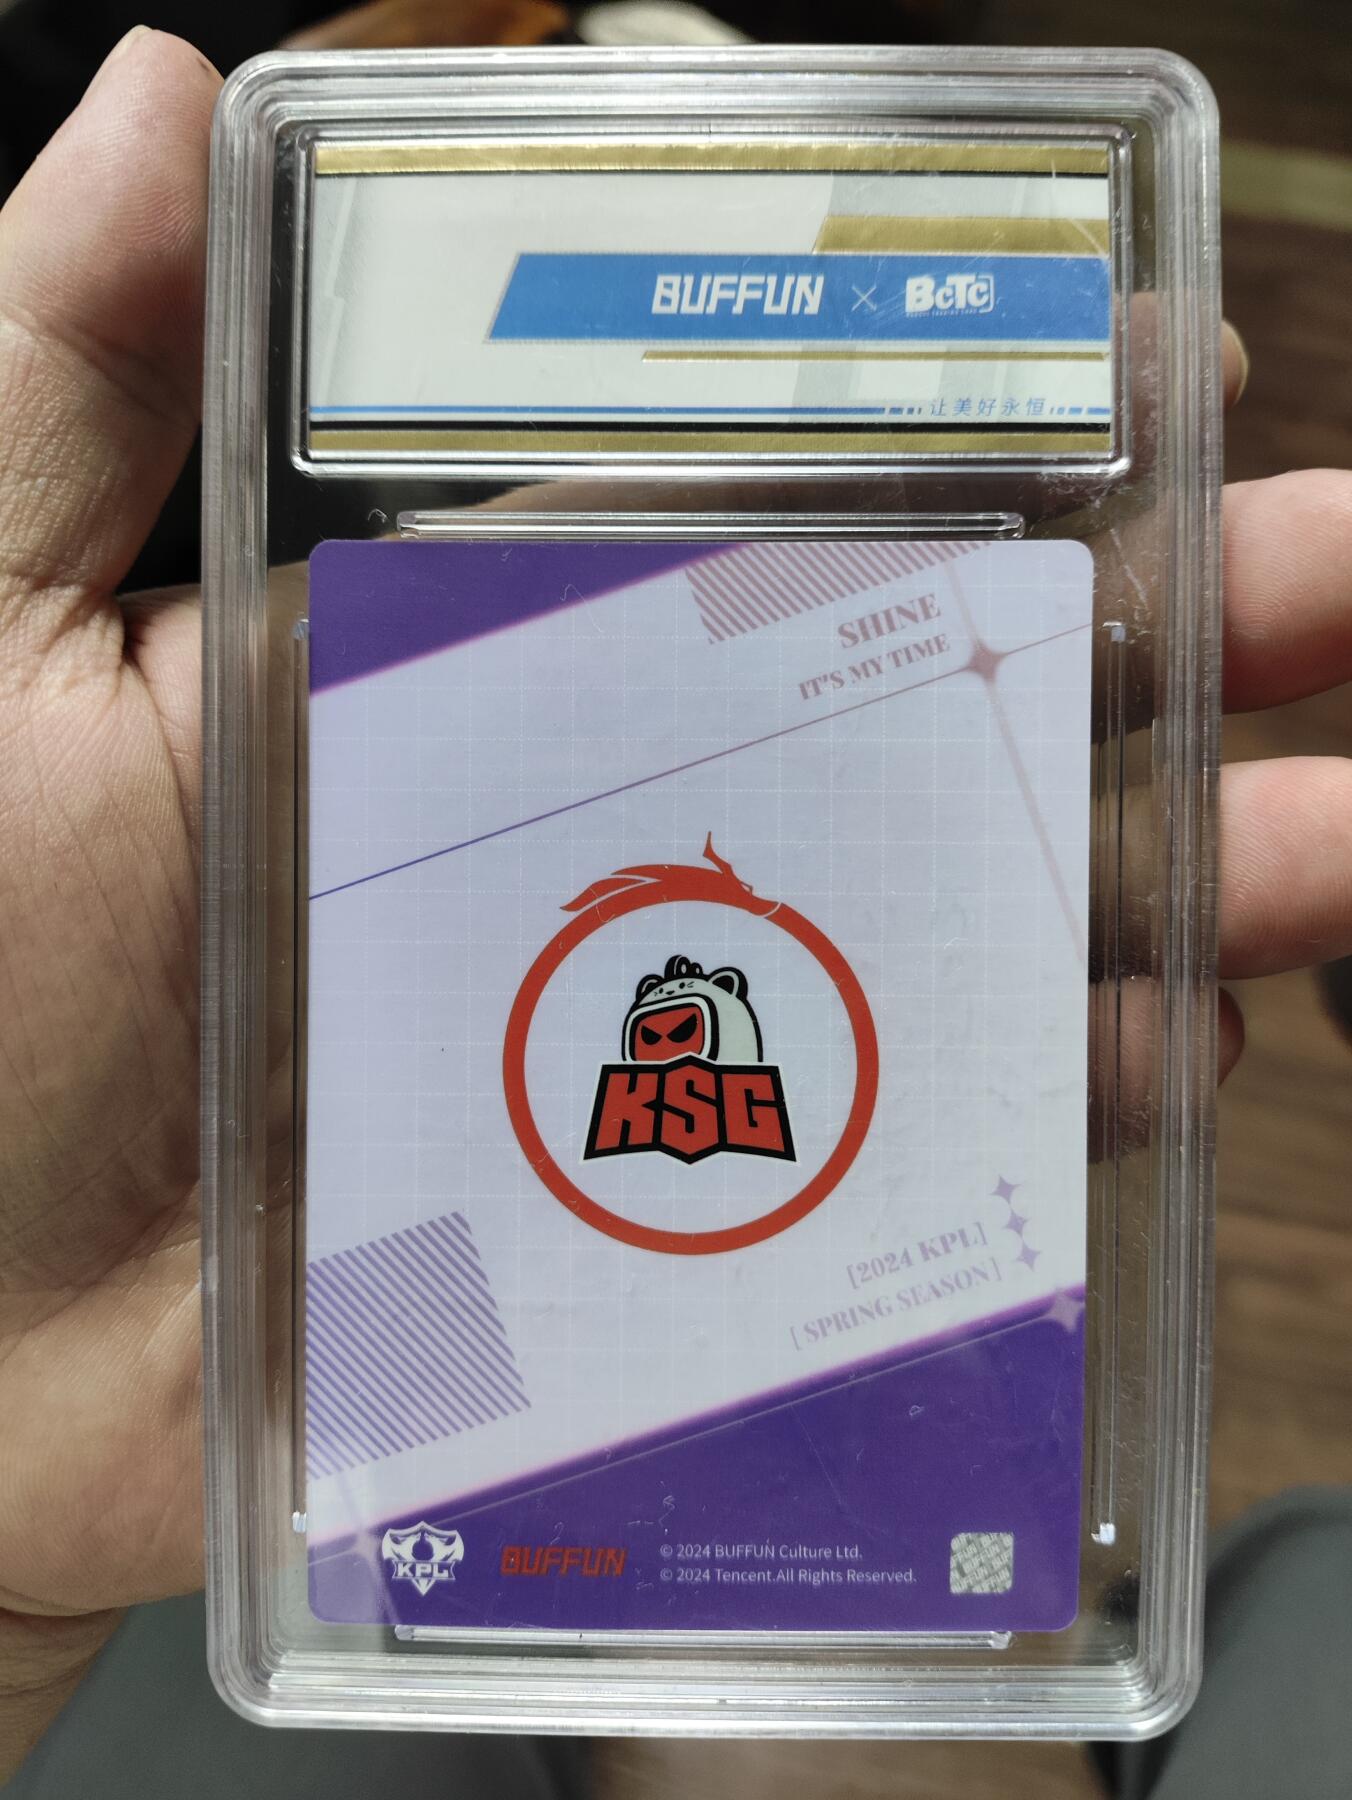 BUFFUN × BCTC
让美好永恒
SHINE
IT'S MY TIME
KSG
[2024 KPL]
[ SPRING SEASON ]
KPL
BUFFUN
© 2024 BUFFUN Culture Ltd.
© 2024 Tencent.All Rights Reserved.